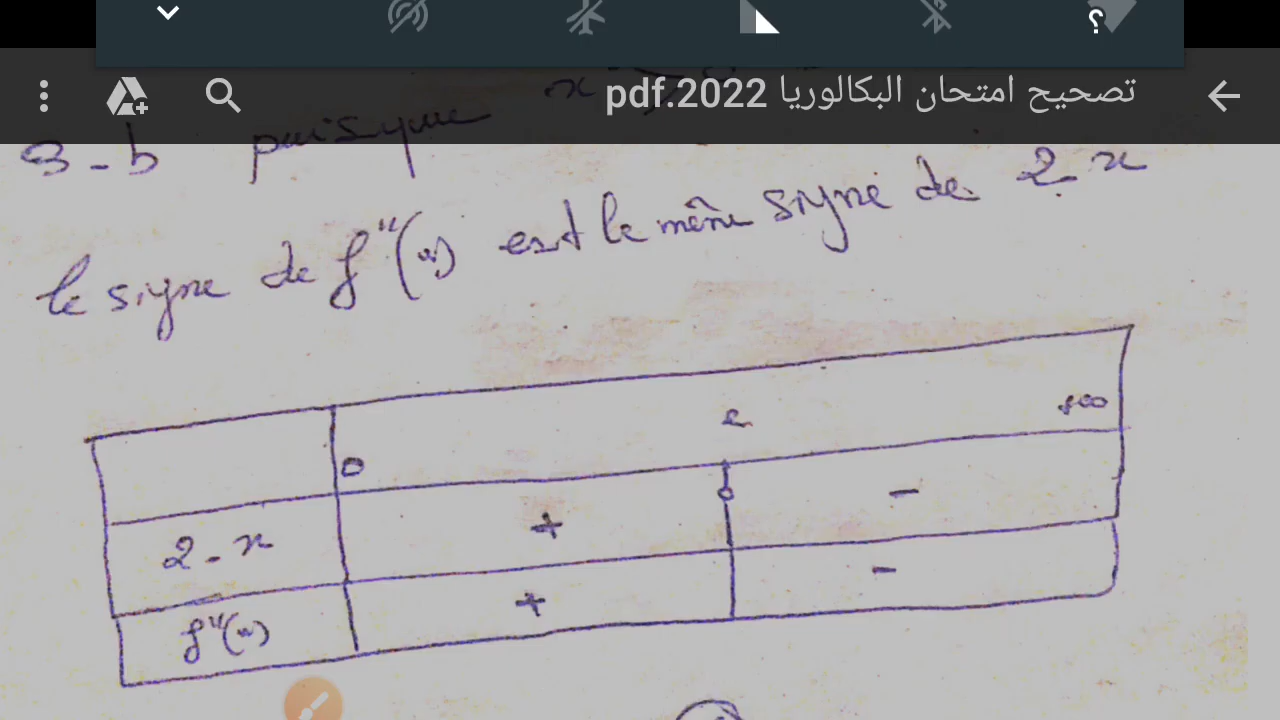 ؟
تصحيح امتحان البكالوريا 2022.pdf
3-b puisque x
le signe de f"(x) est le même signe de 2-x
0 2 +∞
2-x + 0 -
f"(x) + -